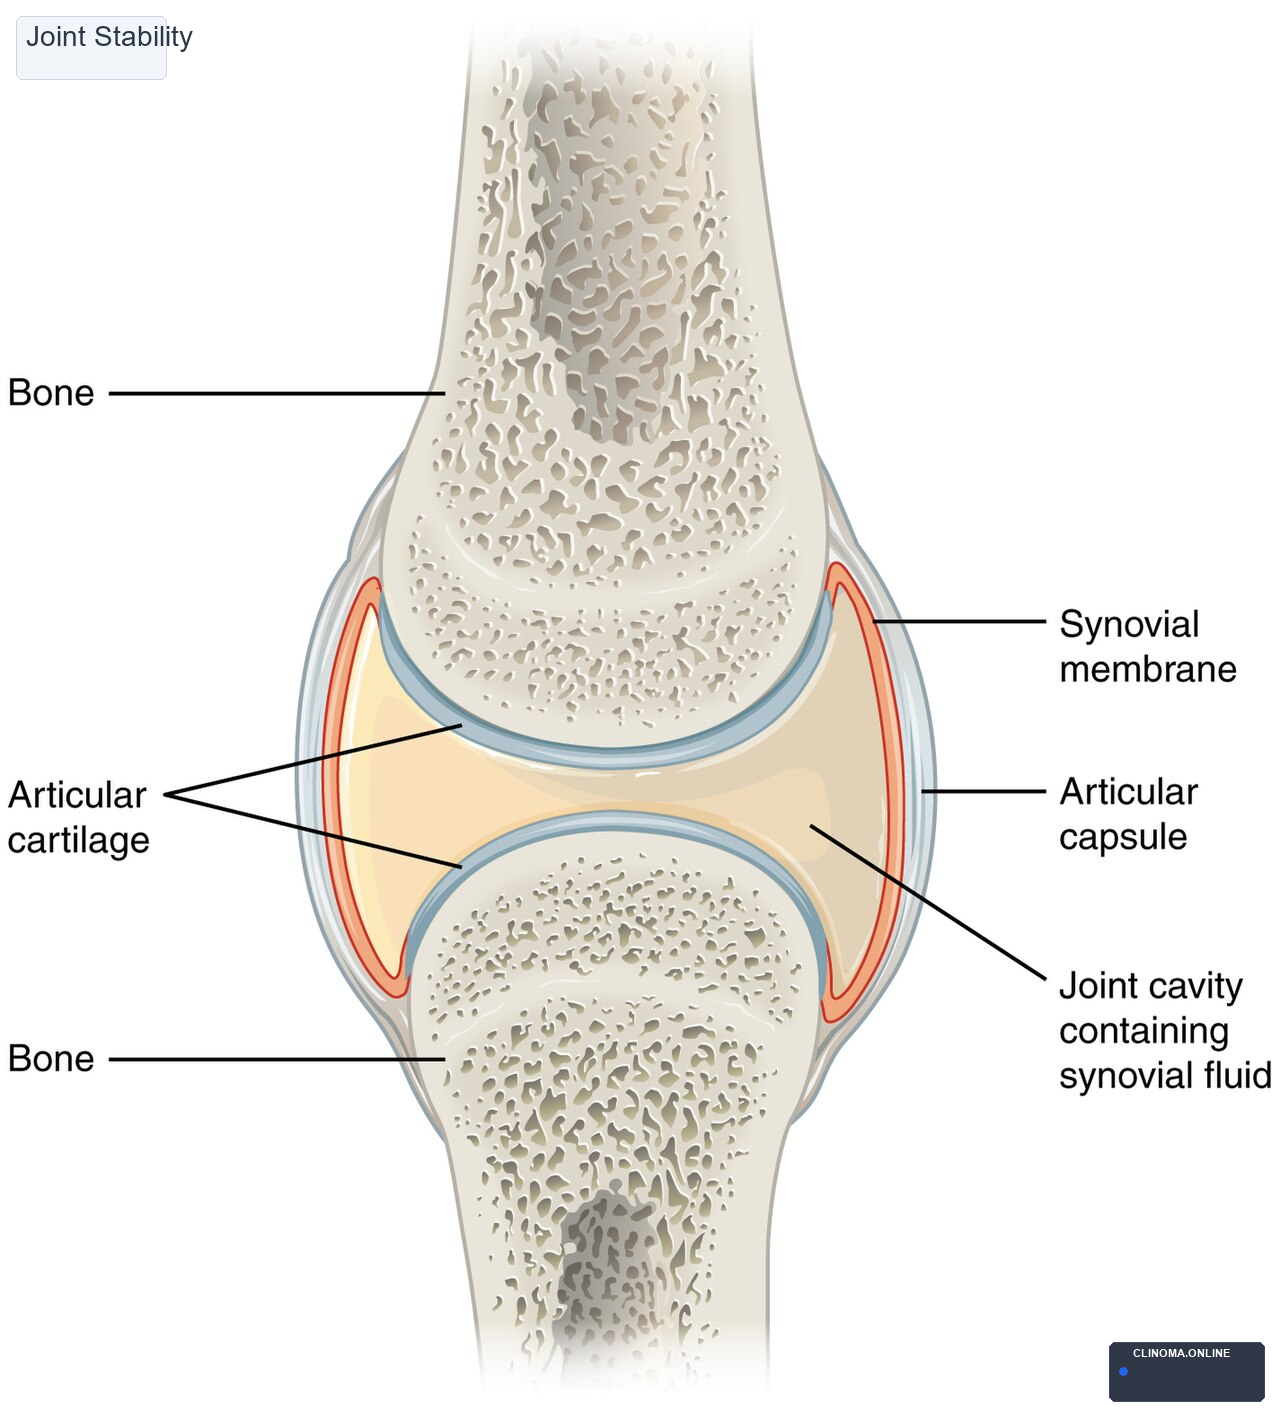 Joint Stability
Bone
Synovial
membrane
Articular
cartilage
Articular
capsule
Joint cavity
containing
synovial fluid
Bone
CLINOMA.ONLINE